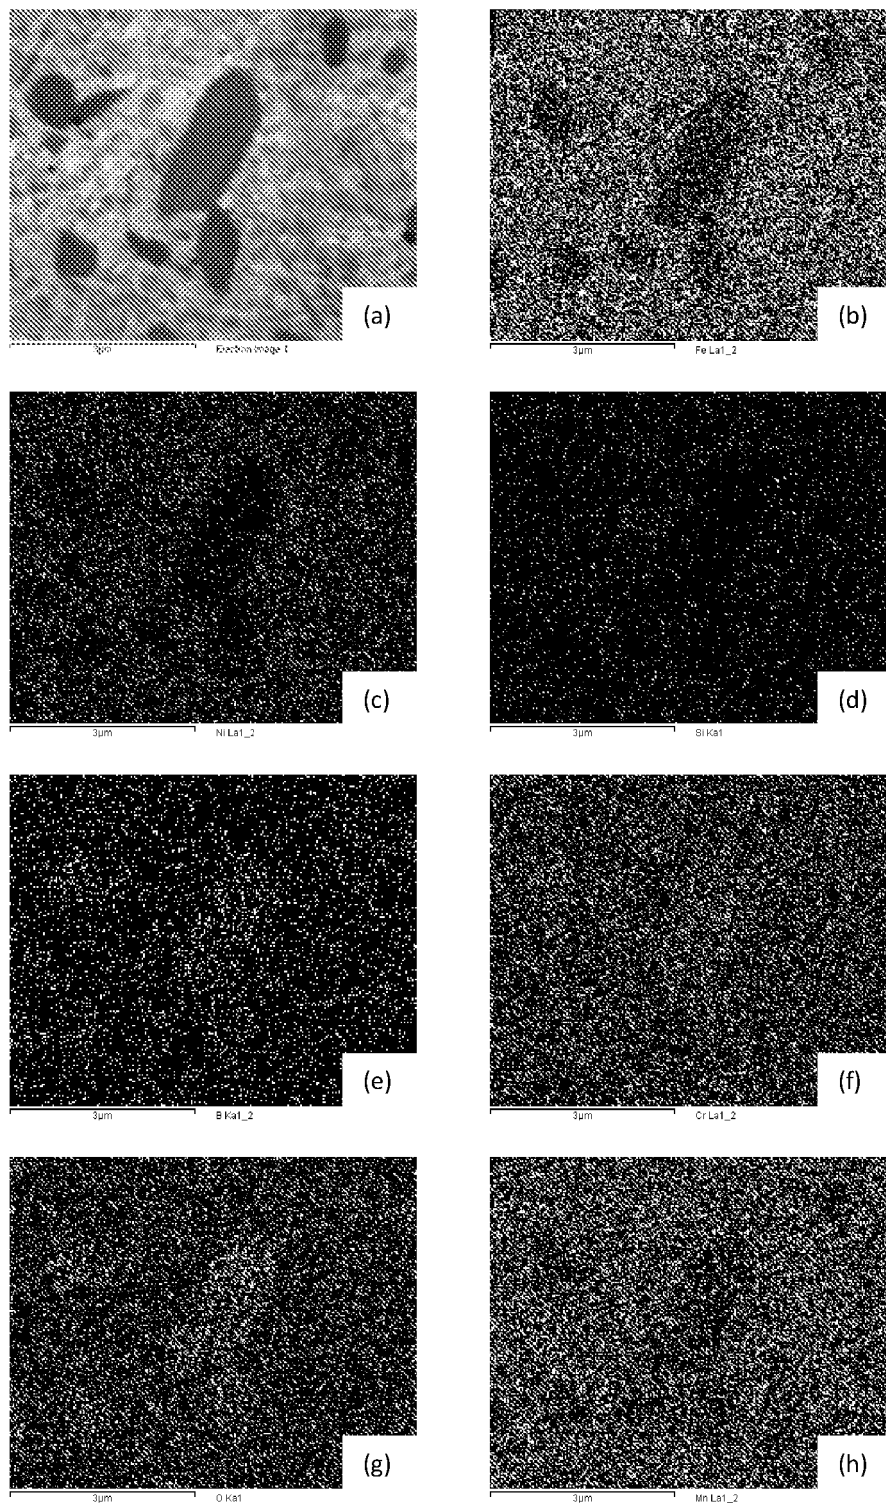 (a)
(b)
3μm Electron Image 1
3μm Fe La1_2
(c)
(d)
3μm Ni La1_2
3μm Si Ka1
(e)
(f)
3μm B Ka1_2
3μm Cr La1_2
(g)
(h)
3μm O Ka1
3μm Mn La1_2